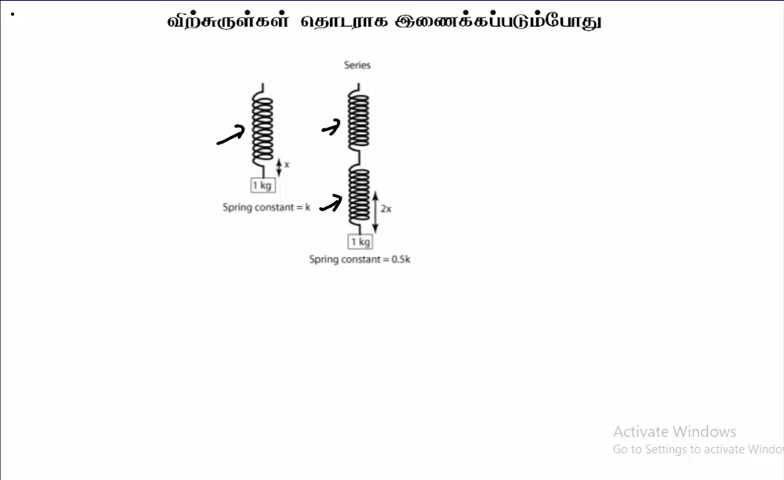 விற்சுருள்கள் தொடராக இணைக்கப்படும்போது
Series
x
1 kg
Spring constant = k
2x
1 kg
Spring constant = 0.5k
Activate Windows
Go to Settings to activate Windo